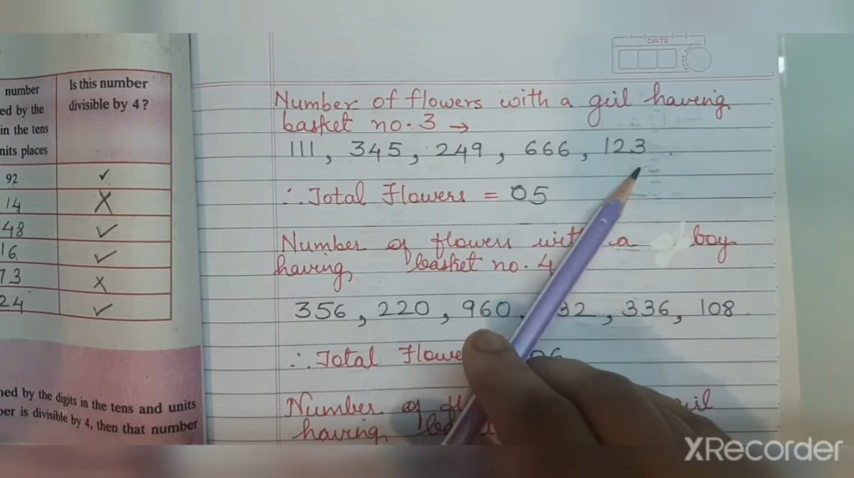 number
ed by the
in the tens
nits places
Is this number
divisible by 4 ?
92 ✓
14 X
48 ✓
16 ✓
73 X
24 ✓
ned by the digits in the tens and units
ber is divisible by 4, then that number
DATE
Number of flowers with a girl having
basket no. 3 →
111, 345, 249, 666, 123
∴ Total Flowers = 05
Number of flowers with a boy
having basket no. 4
356, 220, 960, 32, 336, 108
∴ Total Flowe 06
Number of fl
having
XRecorder